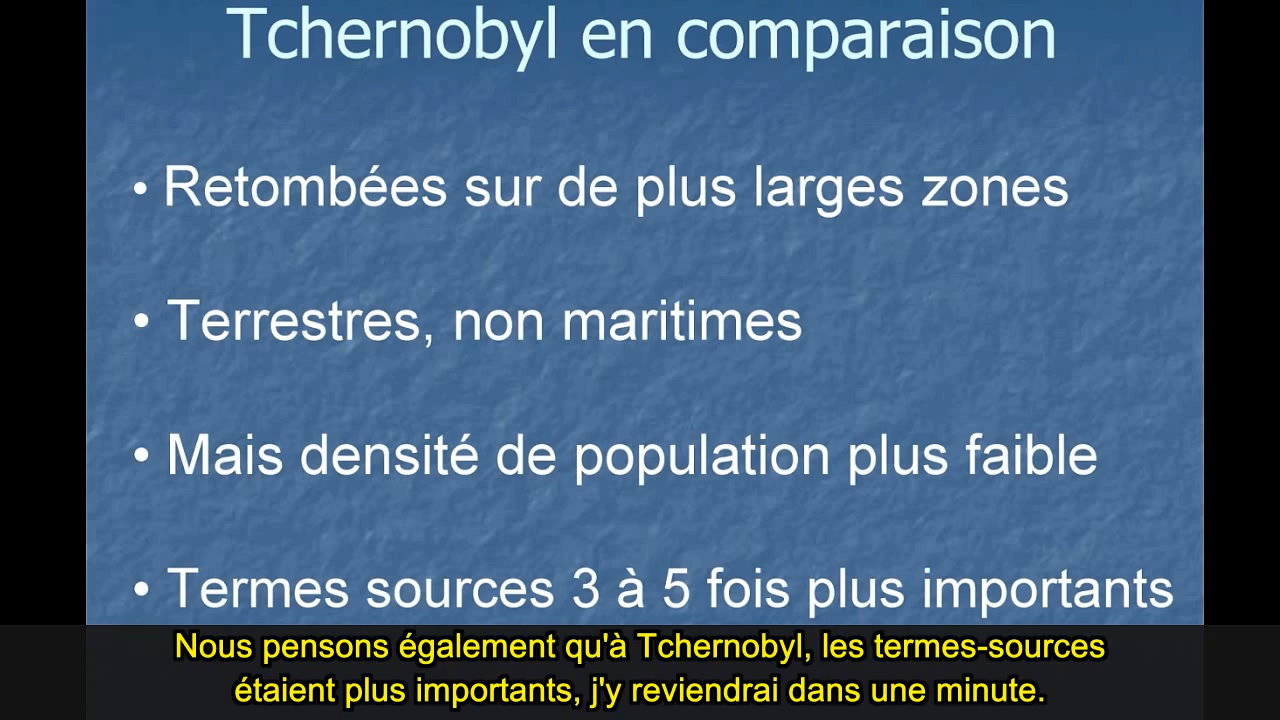 Tchernobyl en comparaison
• Retombées sur de plus larges zones
• Terrestres, non maritimes
• Mais densité de population plus faible
• Termes sources 3 à 5 fois plus importants
Nous pensons également qu'à Tchernobyl, les termes-sources
étaient plus importants, j'y reviendrai dans une minute.